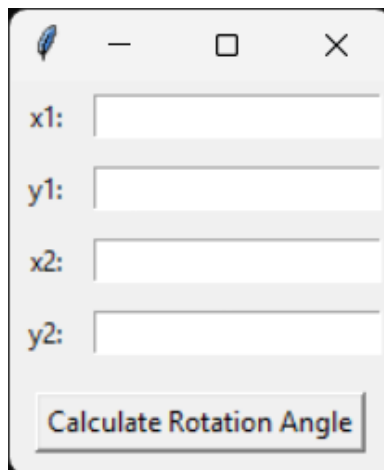 x1:
y1:
x2:
y2:
Calculate Rotation Angle